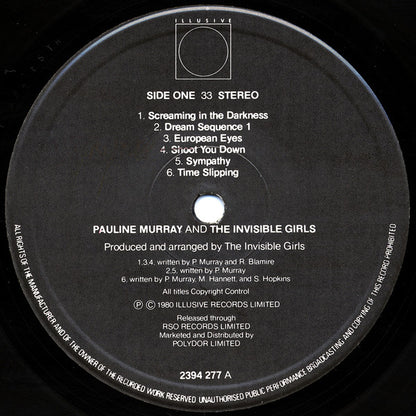 ILLUSIVE
SIDE ONE 33 STEREO
1. Screaming in the Darkness
2. Dream Sequence 1
3. European Eyes
4. Shoot You Down
5. Sympathy
6. Time Slipping
PAULINE MURRAY AND THE INVISIBLE GIRLS
Produced and arranged by The Invisible Girls
1.3.4. written by P. Murray and R. Blamire
2.5. written by P. Murray
6. written by P. Murray, M. Hannett, and S. Hopkins
All titles Copyright Control
Ⓟ © 1980 ILLUSIVE RECORDS LIMITED
Released through
RSO RECORDS LIMITED
Marketed and Distributed by
POLYDOR LIMITED
2394 277 A
ALL RIGHTS OF THE MANUFACTURER AND OF THE OWNER OF THE RECORDED WORK RESERVED UNAUTHORISED PUBLIC PERFORMANCE BROADCASTING AND COPYING OF THIS RECORD PROHIBITED